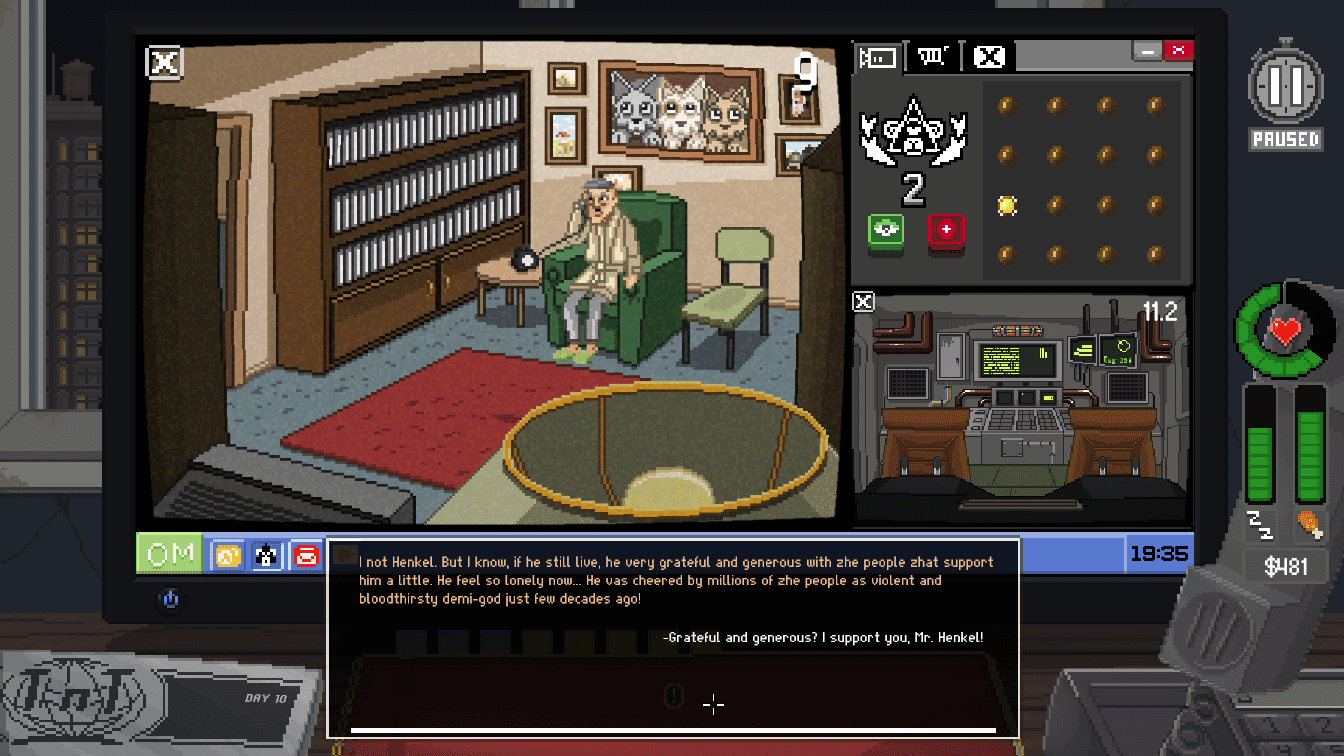 9
PAUSED
2
11.2
OM
19:35
$481
I not Henkel. But I know, if he still live, he very grateful and generous with zhe people zhat support
him a little. He feel so lonely now... He vas cheered by millions of zhe people as violent and
bloodthirsty demi-god just few decades ago!
-Grateful and generous? I support you, Mr. Henkel!
TnT
DAY 10
1 2